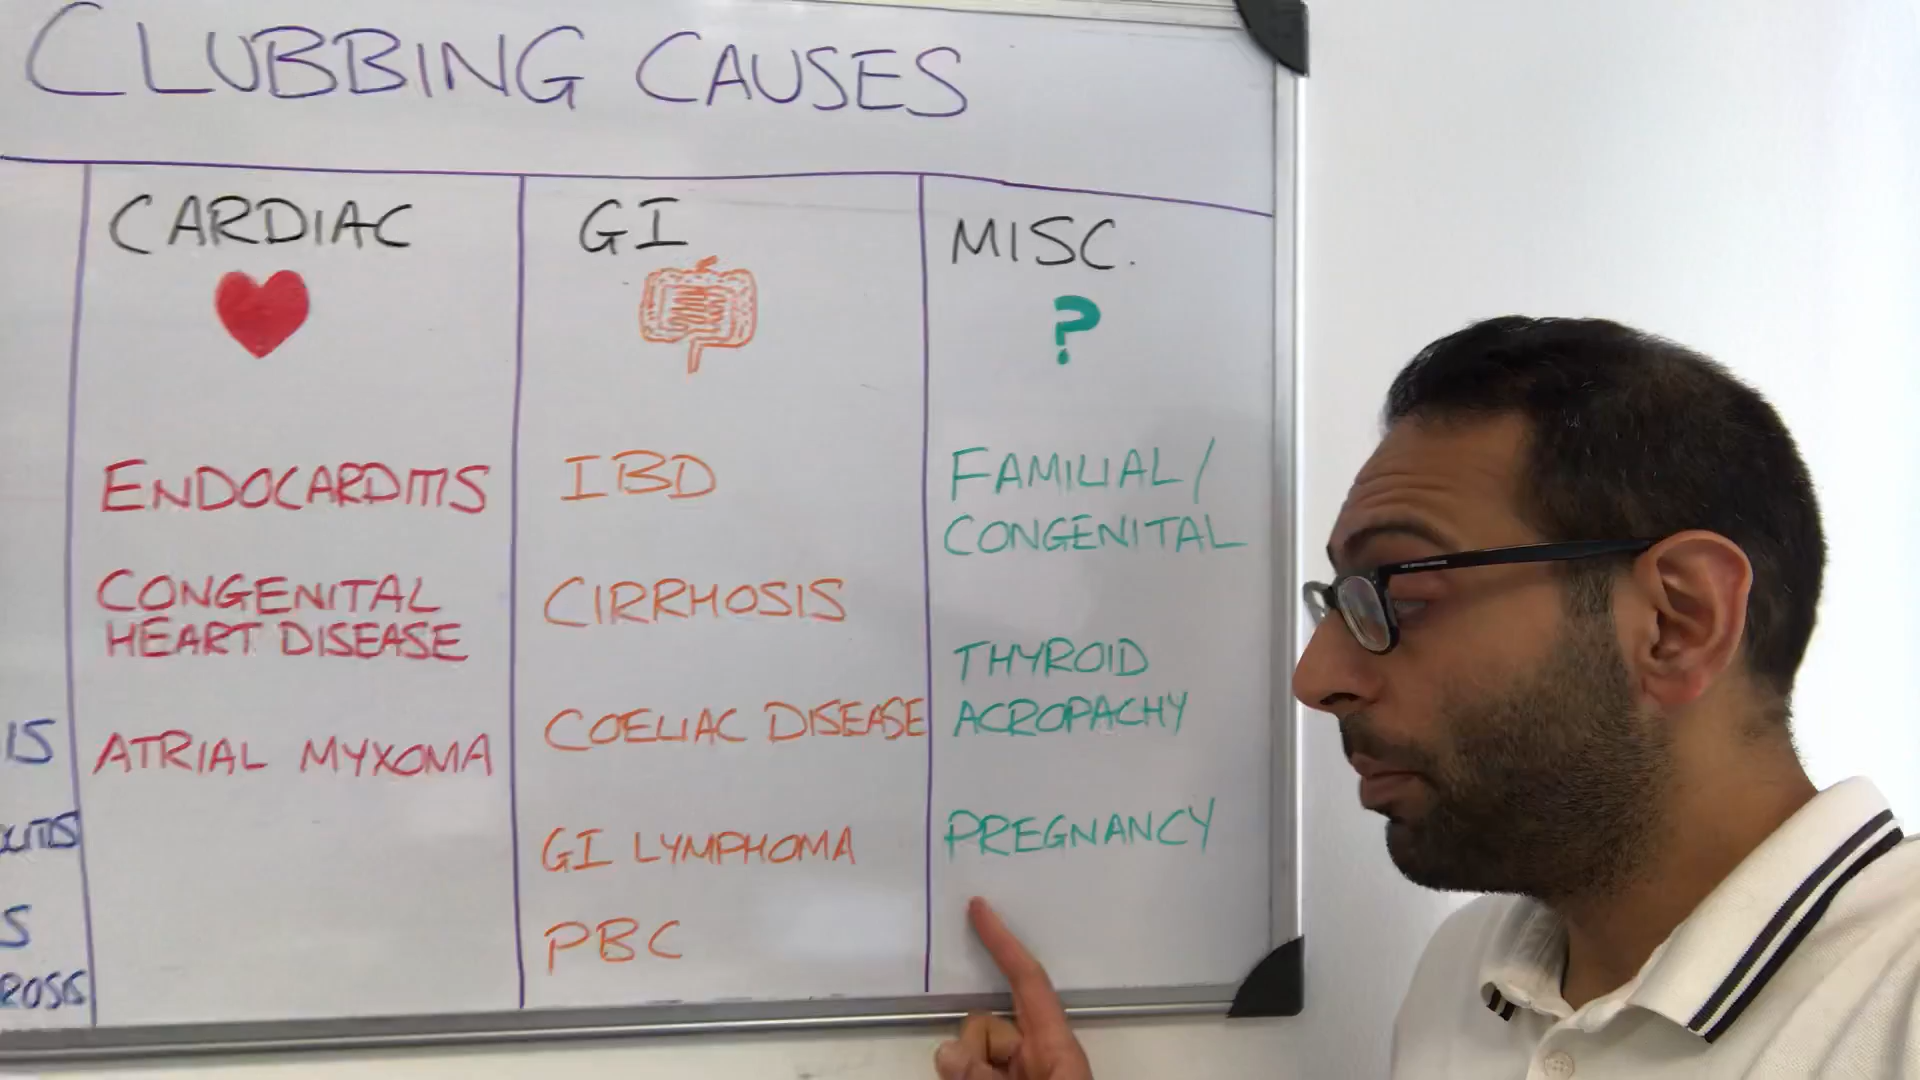 CLUBBING CAUSES
CARDIAC
ENDOCARDITIS
CONGENITAL
HEART DISEASE
ATRIAL MYXOMA
GI
IBD
CIRRHOSIS
COELIAC DISEASE
GI LYMPHOMA
PBC
MISC.
?
FAMILIAL/
CONGENITAL
THYROID
ACROPACHY
PREGNANCY